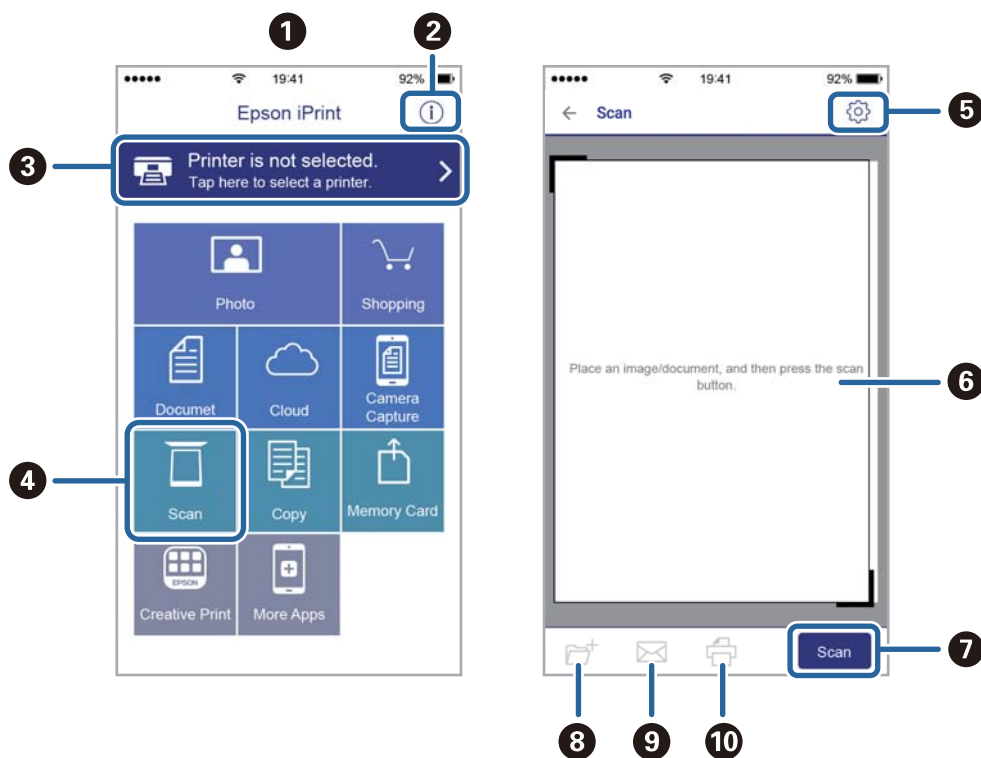 1
2
19:41
92%
Epson iPrint
i
3
Printer is not selected.
Tap here to select a printer.
Photo
Shopping
Documet
Cloud
Camera
Capture
4
Scan
Copy
Memory Card
EPSON
Creative Print
More Apps
19:41
92%
Scan
5
Place an image/document, and then press the scan
button.
6
Scan
7
8
9
10